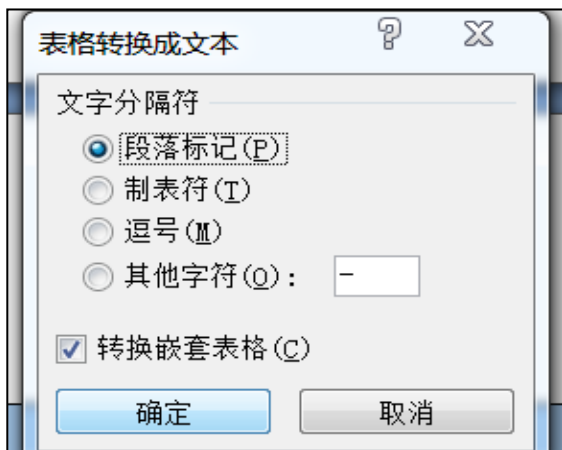 表格转换成文本
文字分隔符
段落标记(P)
制表符(T)
逗号(M)
其他字符(O): -
转换嵌套表格(C)
确定 取消